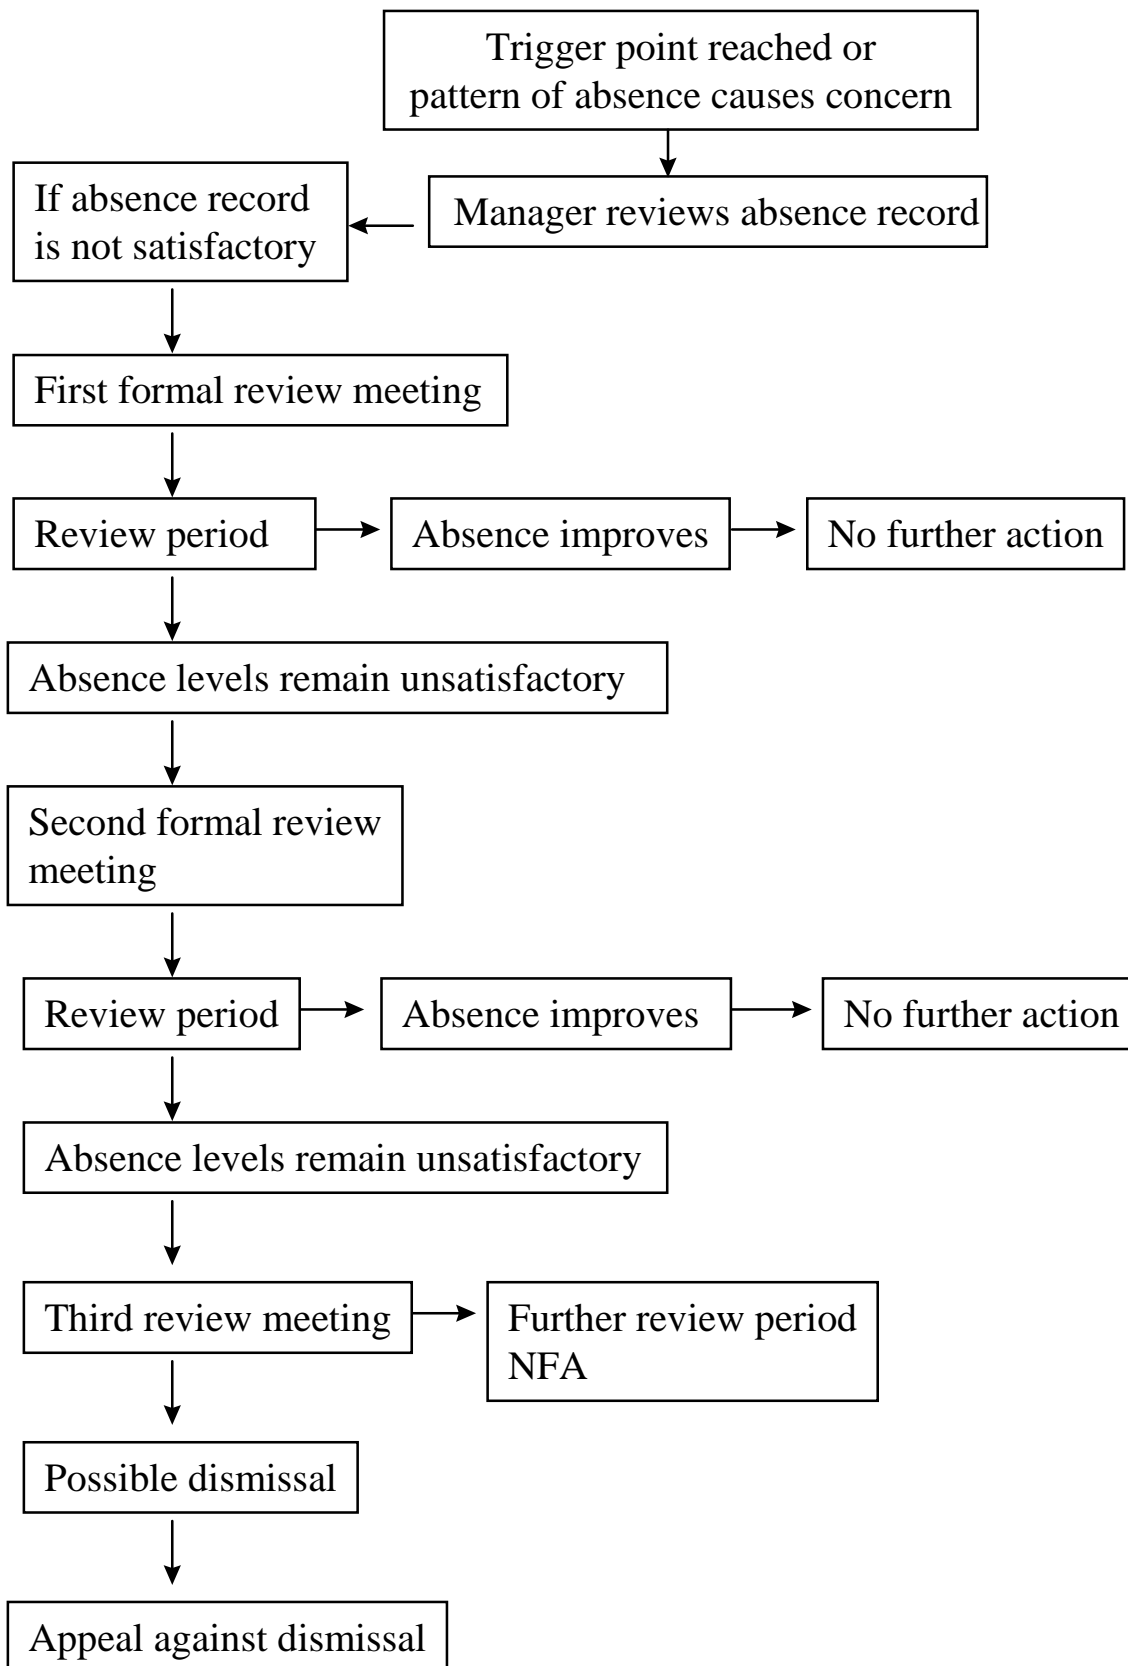 Trigger point reached or
pattern of absence causes concern
Manager reviews absence record
If absence record
is not satisfactory
First formal review meeting
Review period
Absence improves
No further action
Absence levels remain unsatisfactory
Second formal review
meeting
Review period
Absence improves
No further action
Absence levels remain unsatisfactory
Third review meeting
Further review period
NFA
Possible dismissal
Appeal against dismissal